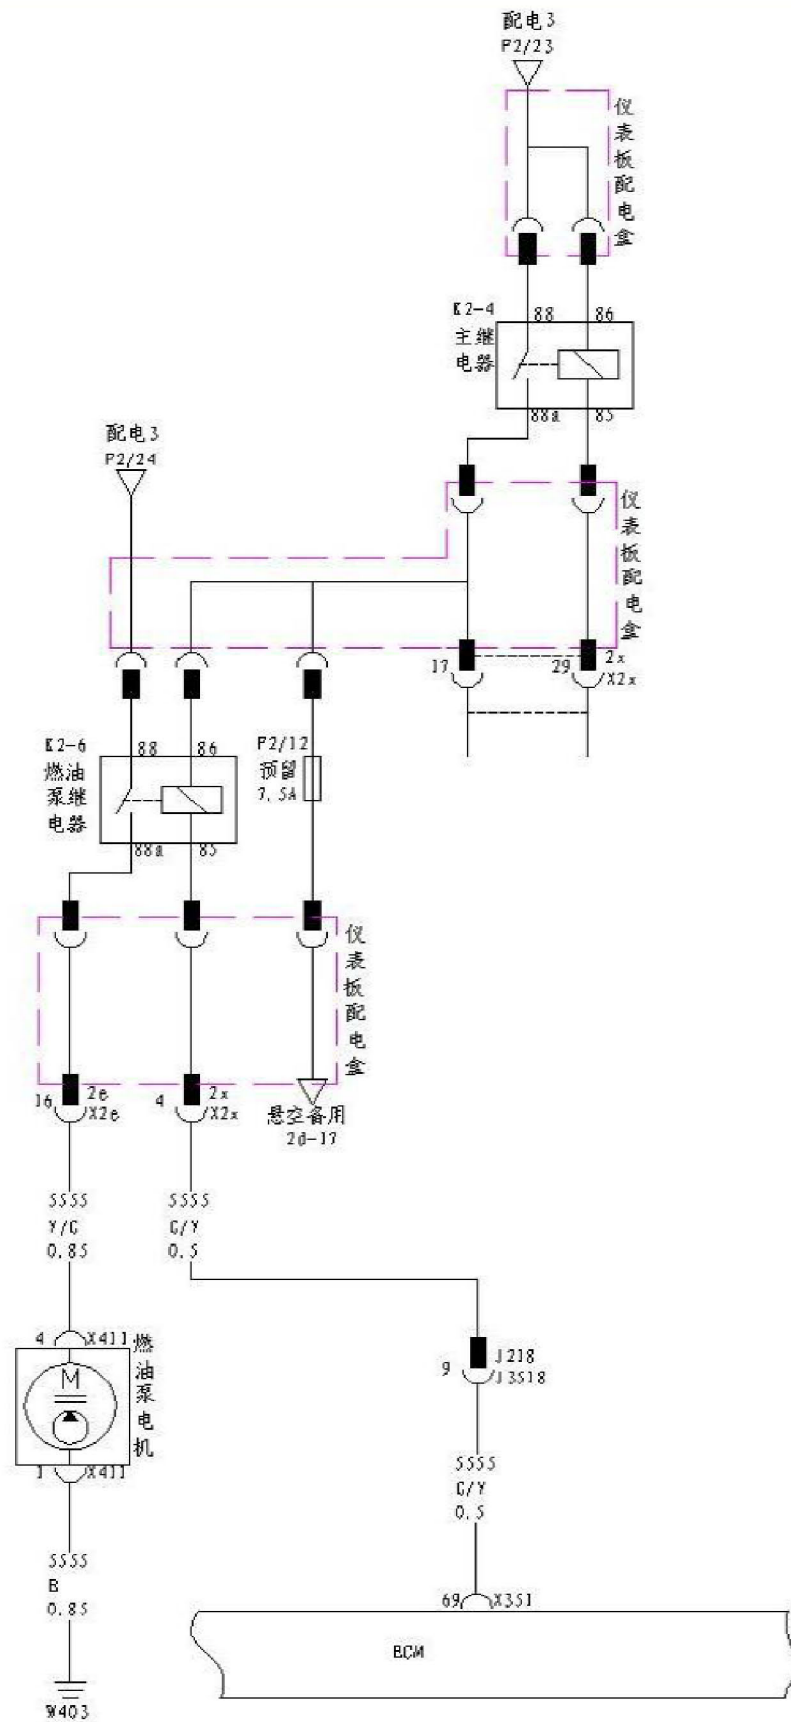 配电3
P2/23
仪表板配电盒
K2-4
主继
电器
88
86
88a
85
配电3
P2/24
仪表板配电盒
17
29
2x
X2x
K2-6
燃油
泵继
电器
88
86
88a
85
F2/12
预留
7.5A
仪表板配电盒
16
2e
X2e
4
2x
X2x
悬空备用
2d-17
5555
Y/G
0.85
5555
G/Y
0.5
4
X411
燃油泵电机
M
1
X411
9
J218
J3518
5555
G/Y
0.5
5555
B
0.85
69
X351
ECM
W403